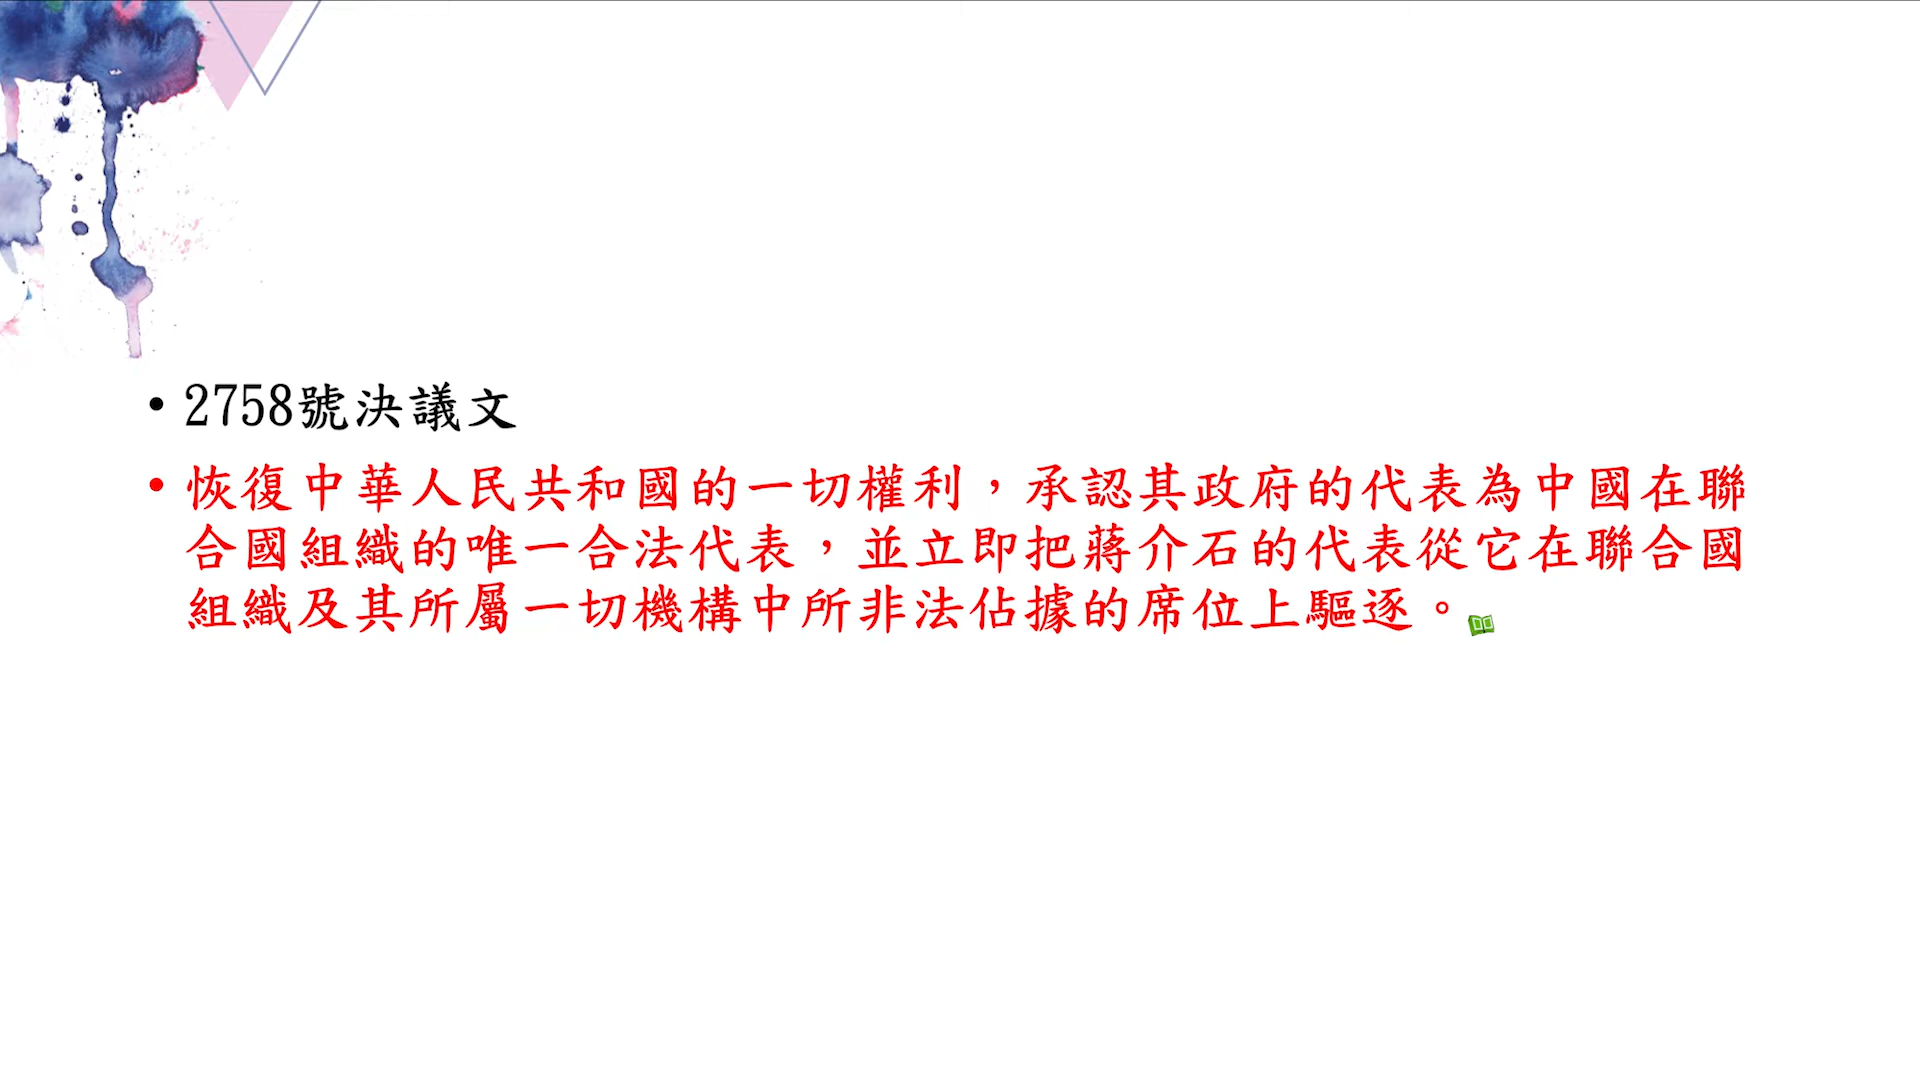 • 2758號決議文
• 恢復中華人民共和國的一切權利，承認其政府的代表為中國在聯
合國組織的唯一合法代表，並立即把蔣介石的代表從它在聯合國
組織及其所屬一切機構中所非法佔據的席位上驅逐。